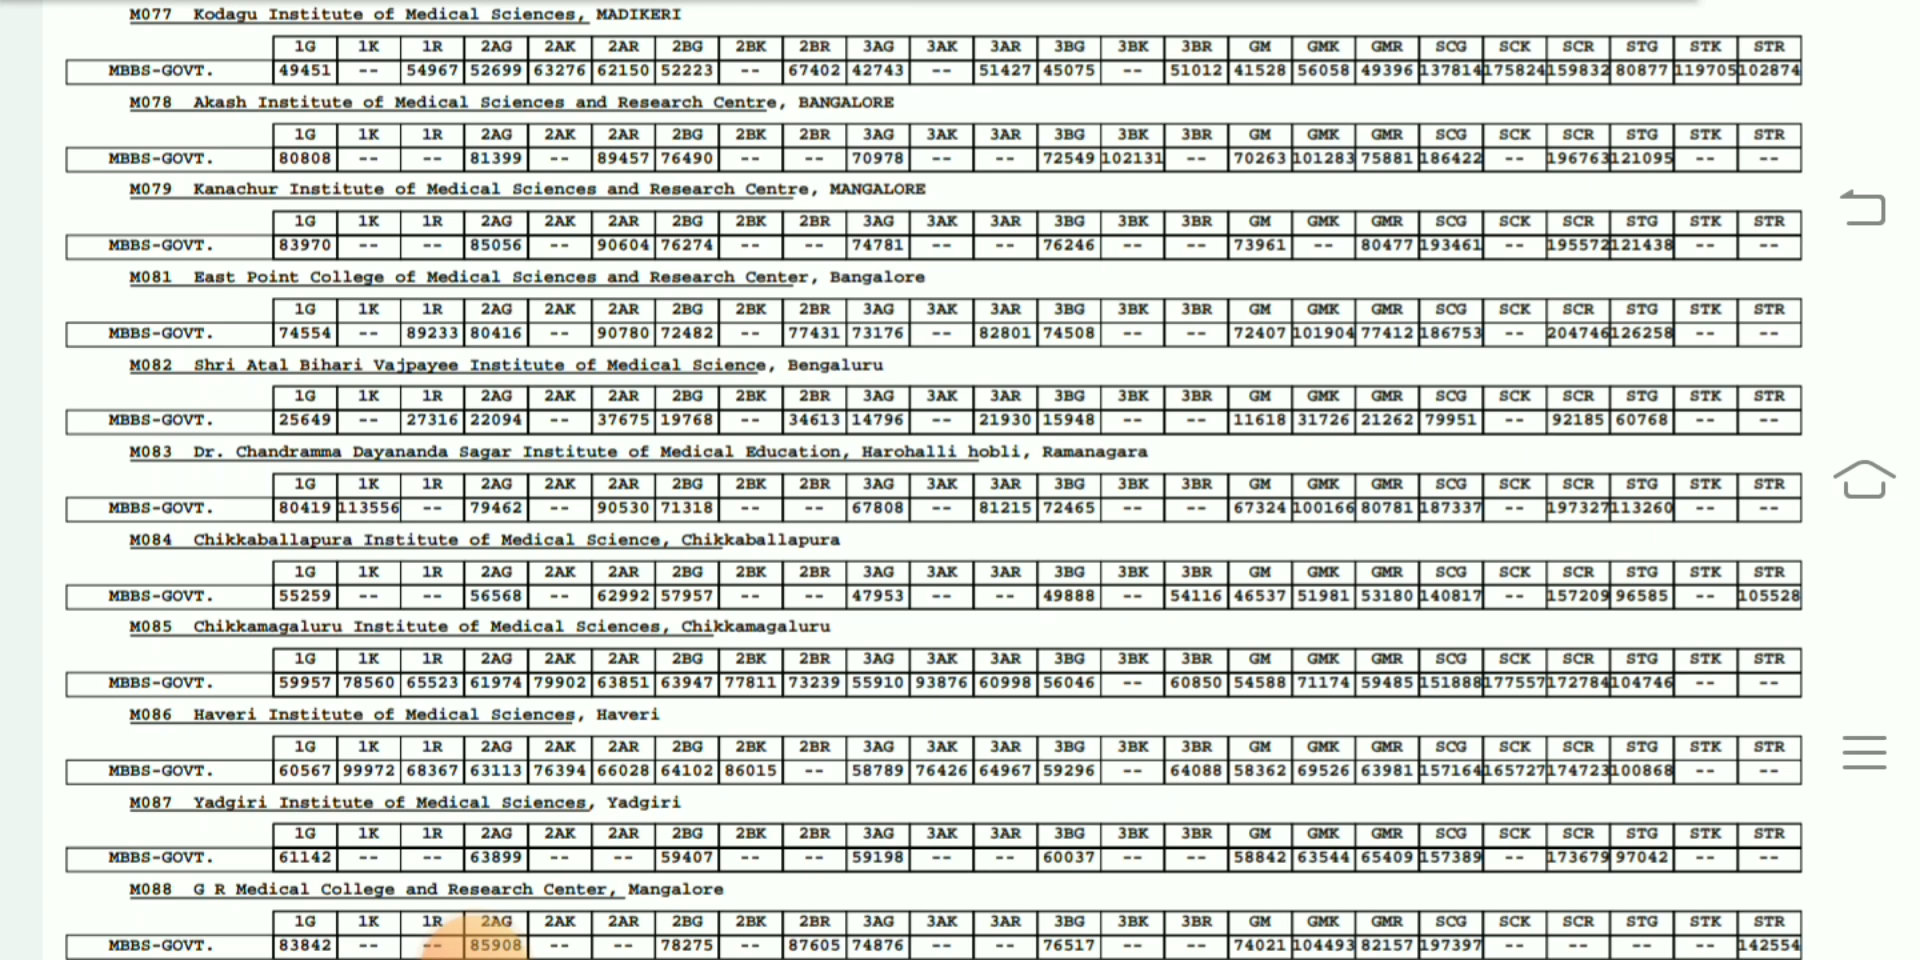 M077 Kodagu Institute of Medical Sciences, MADIKERI
1G 1K 1R 2AG 2AK 2AR 2BG 2BK 2BR 3AG 3AK 3AR 3BG 3BK 3BR GM GMK GMR SCG SCK SCR STG STK STR
MBBS-GOVT. 49451 -- 54967 52699 63276 62150 52223 -- 67402 42743 -- 51427 45075 -- 51012 41528 56058 49396 137814 175824 159832 80877 119705 102874
M078 Akash Institute of Medical Sciences and Research Centre, BANGALORE
1G 1K 1R 2AG 2AK 2AR 2BG 2BK 2BR 3AG 3AK 3AR 3BG 3BK 3BR GM GMK GMR SCG SCK SCR STG STK STR
MBBS-GOVT. 80808 -- -- 81399 -- 89457 76490 -- -- 70978 -- -- 72549 102131 -- 70263 101283 75881 186422 -- 196763 121095 -- --
M079 Kanachur Institute of Medical Sciences and Research Centre, MANGALORE
1G 1K 1R 2AG 2AK 2AR 2BG 2BK 2BR 3AG 3AK 3AR 3BG 3BK 3BR GM GMK GMR SCG SCK SCR STG STK STR
MBBS-GOVT. 83970 -- -- 85056 -- 90604 76274 -- -- 74781 -- -- 76246 -- -- 73961 -- 80477 193461 -- 195572 121438 -- --
M081 East Point College of Medical Sciences and Research Center, Bangalore
1G 1K 1R 2AG 2AK 2AR 2BG 2BK 2BR 3AG 3AK 3AR 3BG 3BK 3BR GM GMK GMR SCG SCK SCR STG STK STR
MBBS-GOVT. 74554 -- 89233 80416 -- 90780 72482 -- 77431 73176 -- 82801 74508 -- -- 72407 101904 77412 186753 -- 204746 126258 -- --
M082 Shri Atal Bihari Vajpayee Institute of Medical Science, Bengaluru
1G 1K 1R 2AG 2AK 2AR 2BG 2BK 2BR 3AG 3AK 3AR 3BG 3BK 3BR GM GMK GMR SCG SCK SCR STG STK STR
MBBS-GOVT. 25649 -- 27316 22094 -- 37675 19768 -- 34613 14796 -- 21930 15948 -- -- 11618 31726 21262 79951 -- 92185 60768 -- --
M083 Dr. Chandramma Dayananda Sagar Institute of Medical Education, Harohalli hobli, Ramanagara
1G 1K 1R 2AG 2AK 2AR 2BG 2BK 2BR 3AG 3AK 3AR 3BG 3BK 3BR GM GMK GMR SCG SCK SCR STG STK STR
MBBS-GOVT. 80419 113556 -- 79462 -- 90530 71318 -- -- 67808 -- 81215 72465 -- -- 67324 100166 80781 187337 -- 197327 113260 -- --
M084 Chikkaballapura Institute of Medical Science, Chikkaballapura
1G 1K 1R 2AG 2AK 2AR 2BG 2BK 2BR 3AG 3AK 3AR 3BG 3BK 3BR GM GMK GMR SCG SCK SCR STG STK STR
MBBS-GOVT. 55259 -- -- 56568 -- 62992 57957 -- -- 47953 -- -- 49888 -- 54116 46537 51981 53180 140817 -- 157209 96585 -- 105528
M085 Chikkamagaluru Institute of Medical Sciences, Chikkamagaluru
1G 1K 1R 2AG 2AK 2AR 2BG 2BK 2BR 3AG 3AK 3AR 3BG 3BK 3BR GM GMK GMR SCG SCK SCR STG STK STR
MBBS-GOVT. 59957 78560 65523 61974 79902 63851 63947 77811 73239 55910 93876 60998 56046 -- 60850 54588 71174 59485 151888 177557 172784 104746 -- --
M086 Haveri Institute of Medical Sciences, Haveri
1G 1K 1R 2AG 2AK 2AR 2BG 2BK 2BR 3AG 3AK 3AR 3BG 3BK 3BR GM GMK GMR SCG SCK SCR STG STK STR
MBBS-GOVT. 60567 99972 68367 63113 76394 66028 64102 86015 -- 58789 76426 64967 59296 -- 64088 58362 69526 63981 157164 165727 174723 100868 -- --
M087 Yadgiri Institute of Medical Sciences, Yadgiri
1G 1K 1R 2AG 2AK 2AR 2BG 2BK 2BR 3AG 3AK 3AR 3BG 3BK 3BR GM GMK GMR SCG SCK SCR STG STK STR
MBBS-GOVT. 61142 -- -- 63899 -- -- 59407 -- -- 59198 -- -- 60037 -- -- 58842 63544 65409 157389 -- 173679 97042 -- --
M088 G R Medical College and Research Center, Mangalore
1G 1K 1R 2AG 2AK 2AR 2BG 2BK 2BR 3AG 3AK 3AR 3BG 3BK 3BR GM GMK GMR SCG SCK SCR STG STK STR
MBBS-GOVT. 83842 -- -- 85908 -- -- 78275 -- 87605 74876 -- -- 76517 -- -- 74021 104493 82157 197397 -- -- -- -- 142554